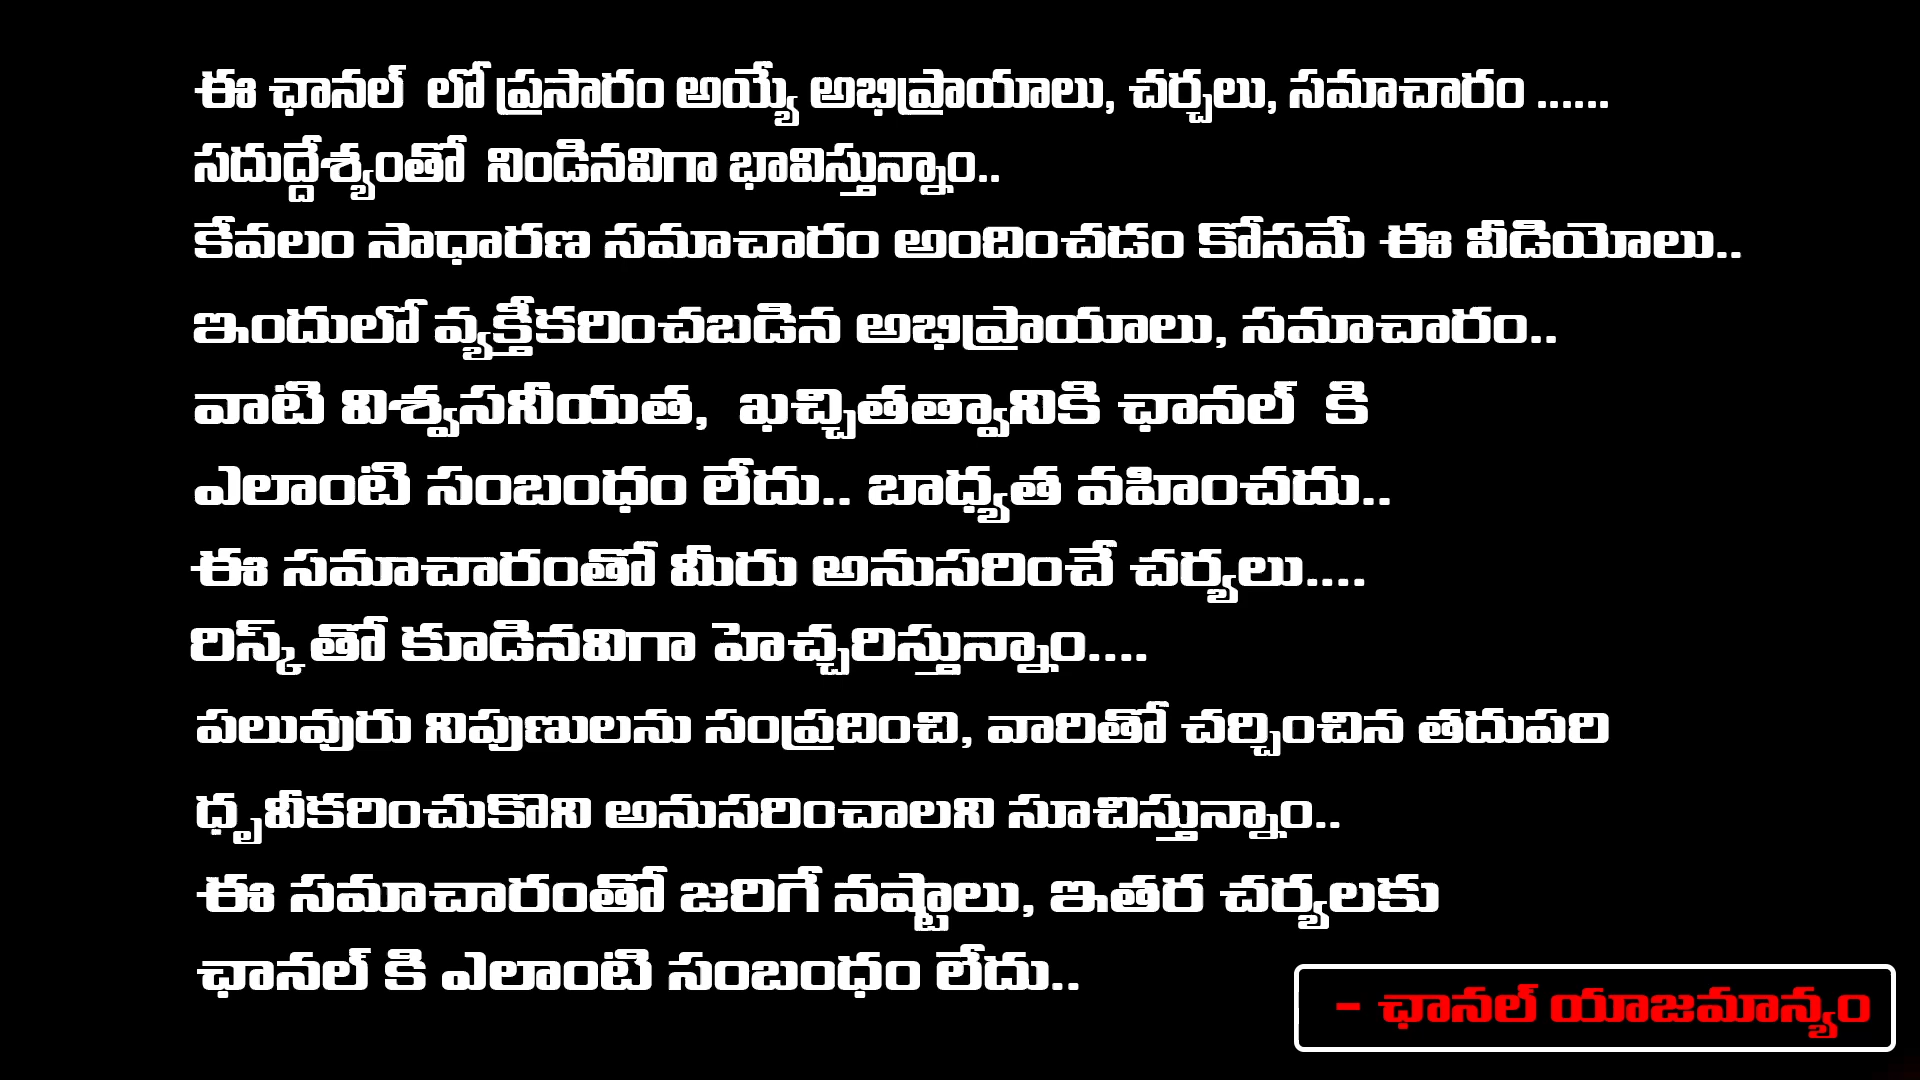 ఈ ఛానల్ లో ప్రసారం అయ్యే అభిప్రాయాలు, చర్చలు, సమాచారం ......
సదుద్దేశ్యంతో నిండినవిగా భావిస్తున్నాం..
కేవలం సాధారణ సమాచారం అందించడం కోసమే ఈ వీడియోలు..
ఇందులో వ్యక్తీకరించబడిన అభిప్రాయాలు, సమాచారం..
వాటి విశ్వసనీయత, ఖచ్చితత్వానికి ఛానల్ కి
ఎలాంటి సంబంధం లేదు.. బాధ్యత వహించదు..
ఈ సమాచారంతో మీరు అనుసరించే చర్యలు....
రిస్క్ తో కూడినవిగా హెచ్చరిస్తున్నాం....
పలువురు నిపుణులను సంప్రదించి, వారితో చర్చించిన తదుపరి
ధృవీకరించుకొని అనుసరించాలని సూచిస్తున్నాం..
ఈ సమాచారంతో జరిగే నష్టాలు, ఇతర చర్యలకు
ఛానల్ కి ఎలాంటి సంబంధం లేదు..
- ఛానల్ యాజమాన్యం